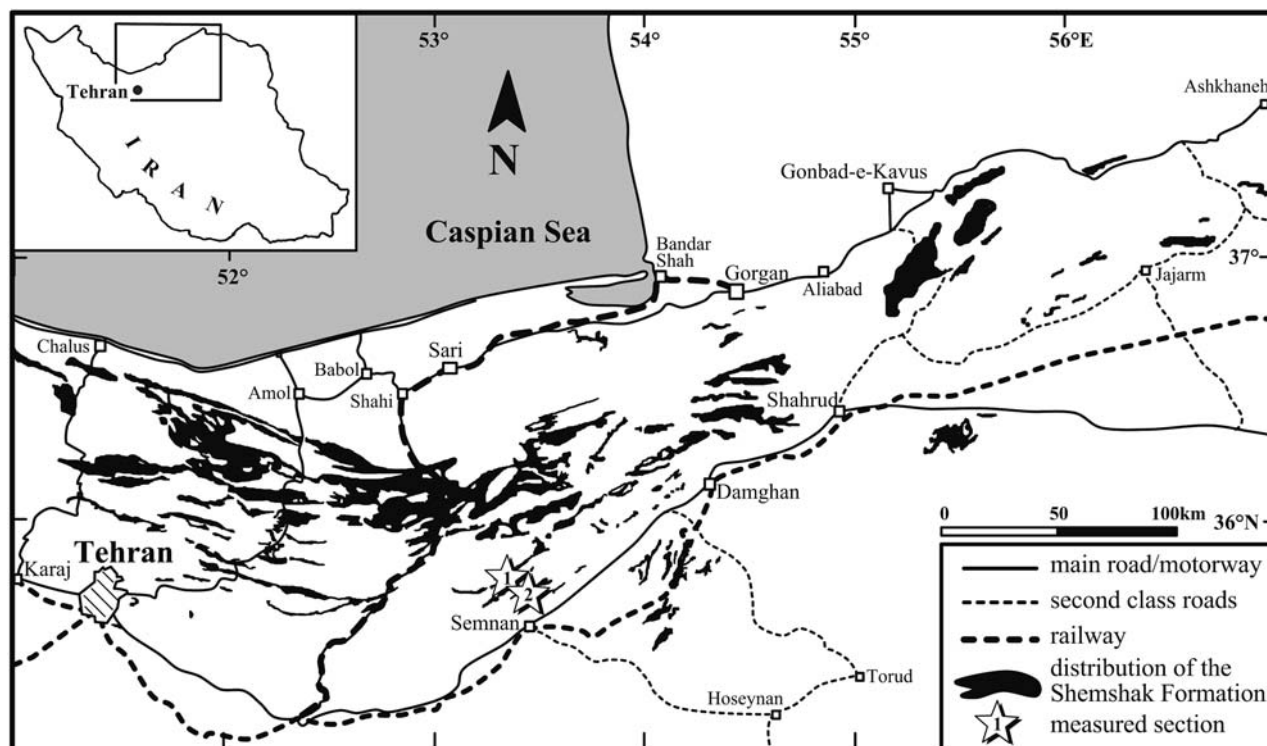 53°
54°
55°
56°E
Tehran
IRAN
52°
N
Caspian Sea
Ashkhaneh
Gonbad-e-Kavus
Bandar
Shah
Gorgan
Aliabad
37°
Jajarm
Chalus
Babol
Sari
Amol
Shahi
Shahrud
Damghan
0 50 100km
36°N
Tehran
Karaj
1
2
Semnan
Torud
Hoseynan
main road/motorway
second class roads
railway
distribution of the
Shemshak Formation
1
measured section